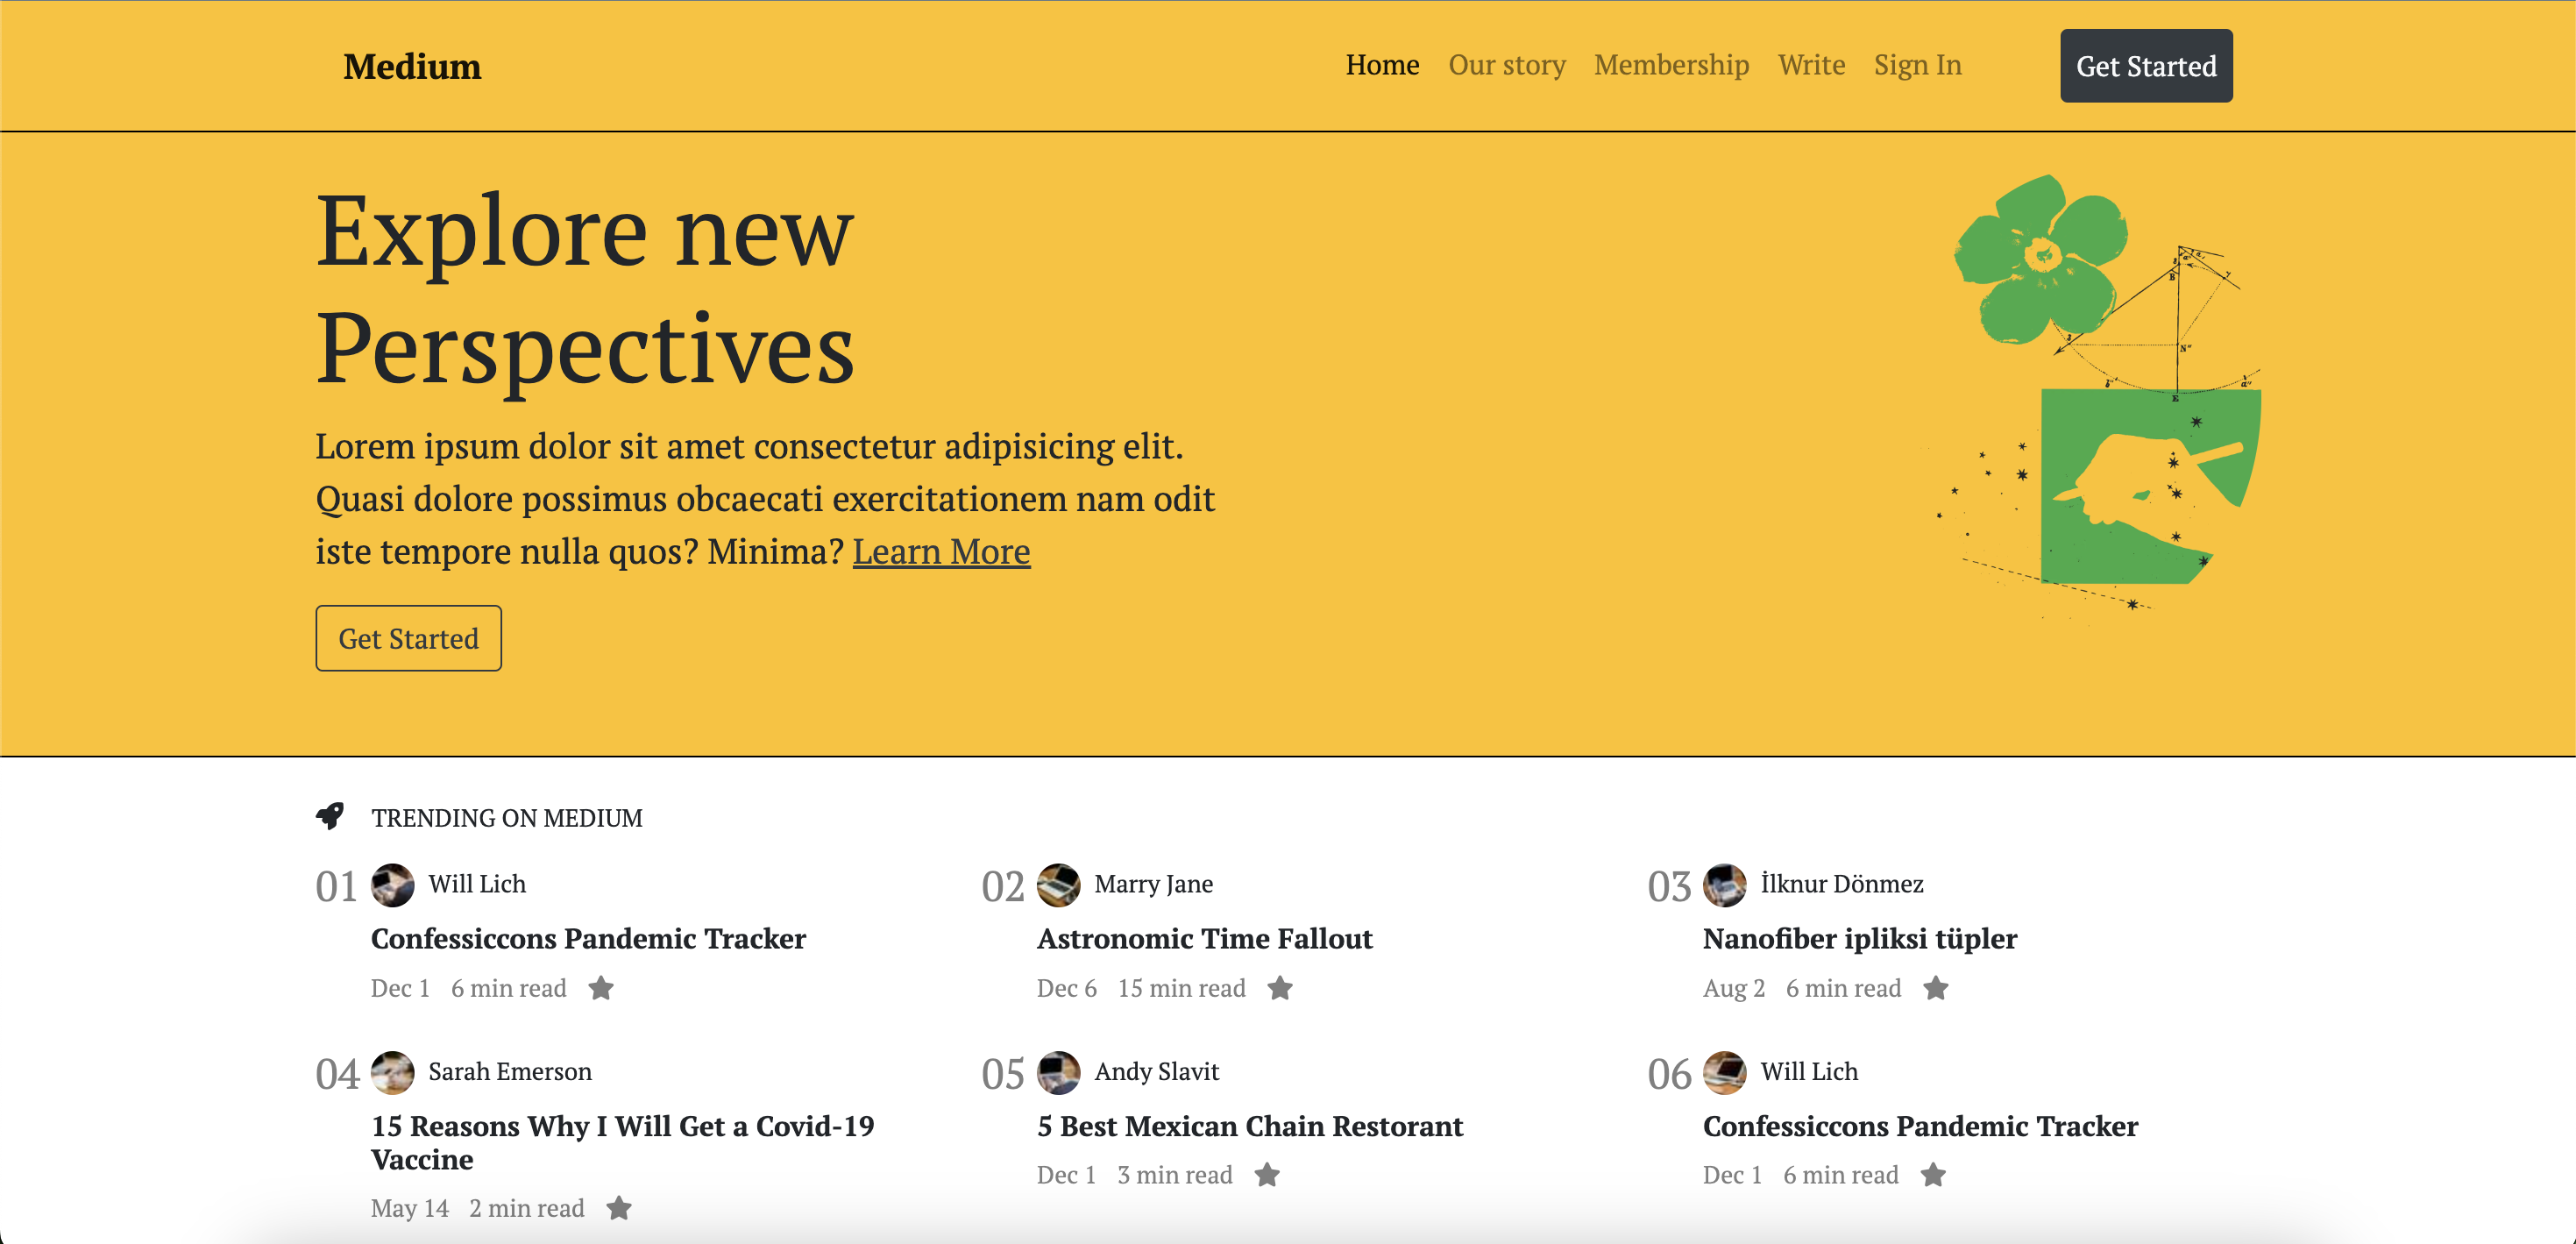 Medium
Home Our story Membership Write Sign In Get Started
Explore new
Perspectives
Lorem ipsum dolor sit amet consectetur adipisicing elit.
Quasi dolore possimus obcaecati exercitationem nam odit
iste tempore nulla quos? Minima? Learn More
Get Started
TRENDING ON MEDIUM
01 Will Lich
Confessiccons Pandemic Tracker
Dec 1 6 min read
02 Marry Jane
Astronomic Time Fallout
Dec 6 15 min read
03 İlknur Dönmez
Nanofiber ipliksi tüpler
Aug 2 6 min read
04 Sarah Emerson
15 Reasons Why I Will Get a Covid-19
Vaccine
May 14 2 min read
05 Andy Slavit
5 Best Mexican Chain Restorant
Dec 1 3 min read
06 Will Lich
Confessiccons Pandemic Tracker
Dec 1 6 min read